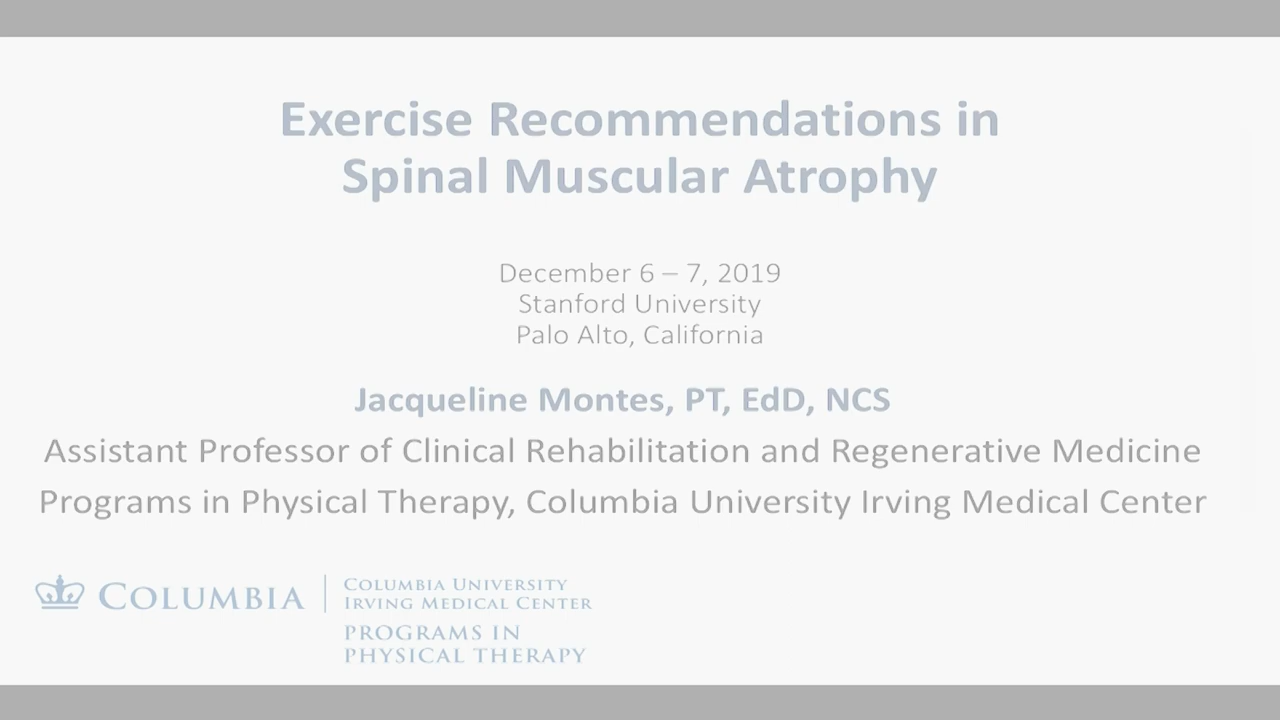 Exercise Recommendations in
Spinal Muscular Atrophy
December 6 – 7, 2019
Stanford University
Palo Alto, California
Jacqueline Montes, PT, EdD, NCS
Assistant Professor of Clinical Rehabilitation and Regenerative Medicine
Programs in Physical Therapy, Columbia University Irving Medical Center
COLUMBIA
COLUMBIA UNIVERSITY
IRVING MEDICAL CENTER
PROGRAMS IN
PHYSICAL THERAPY